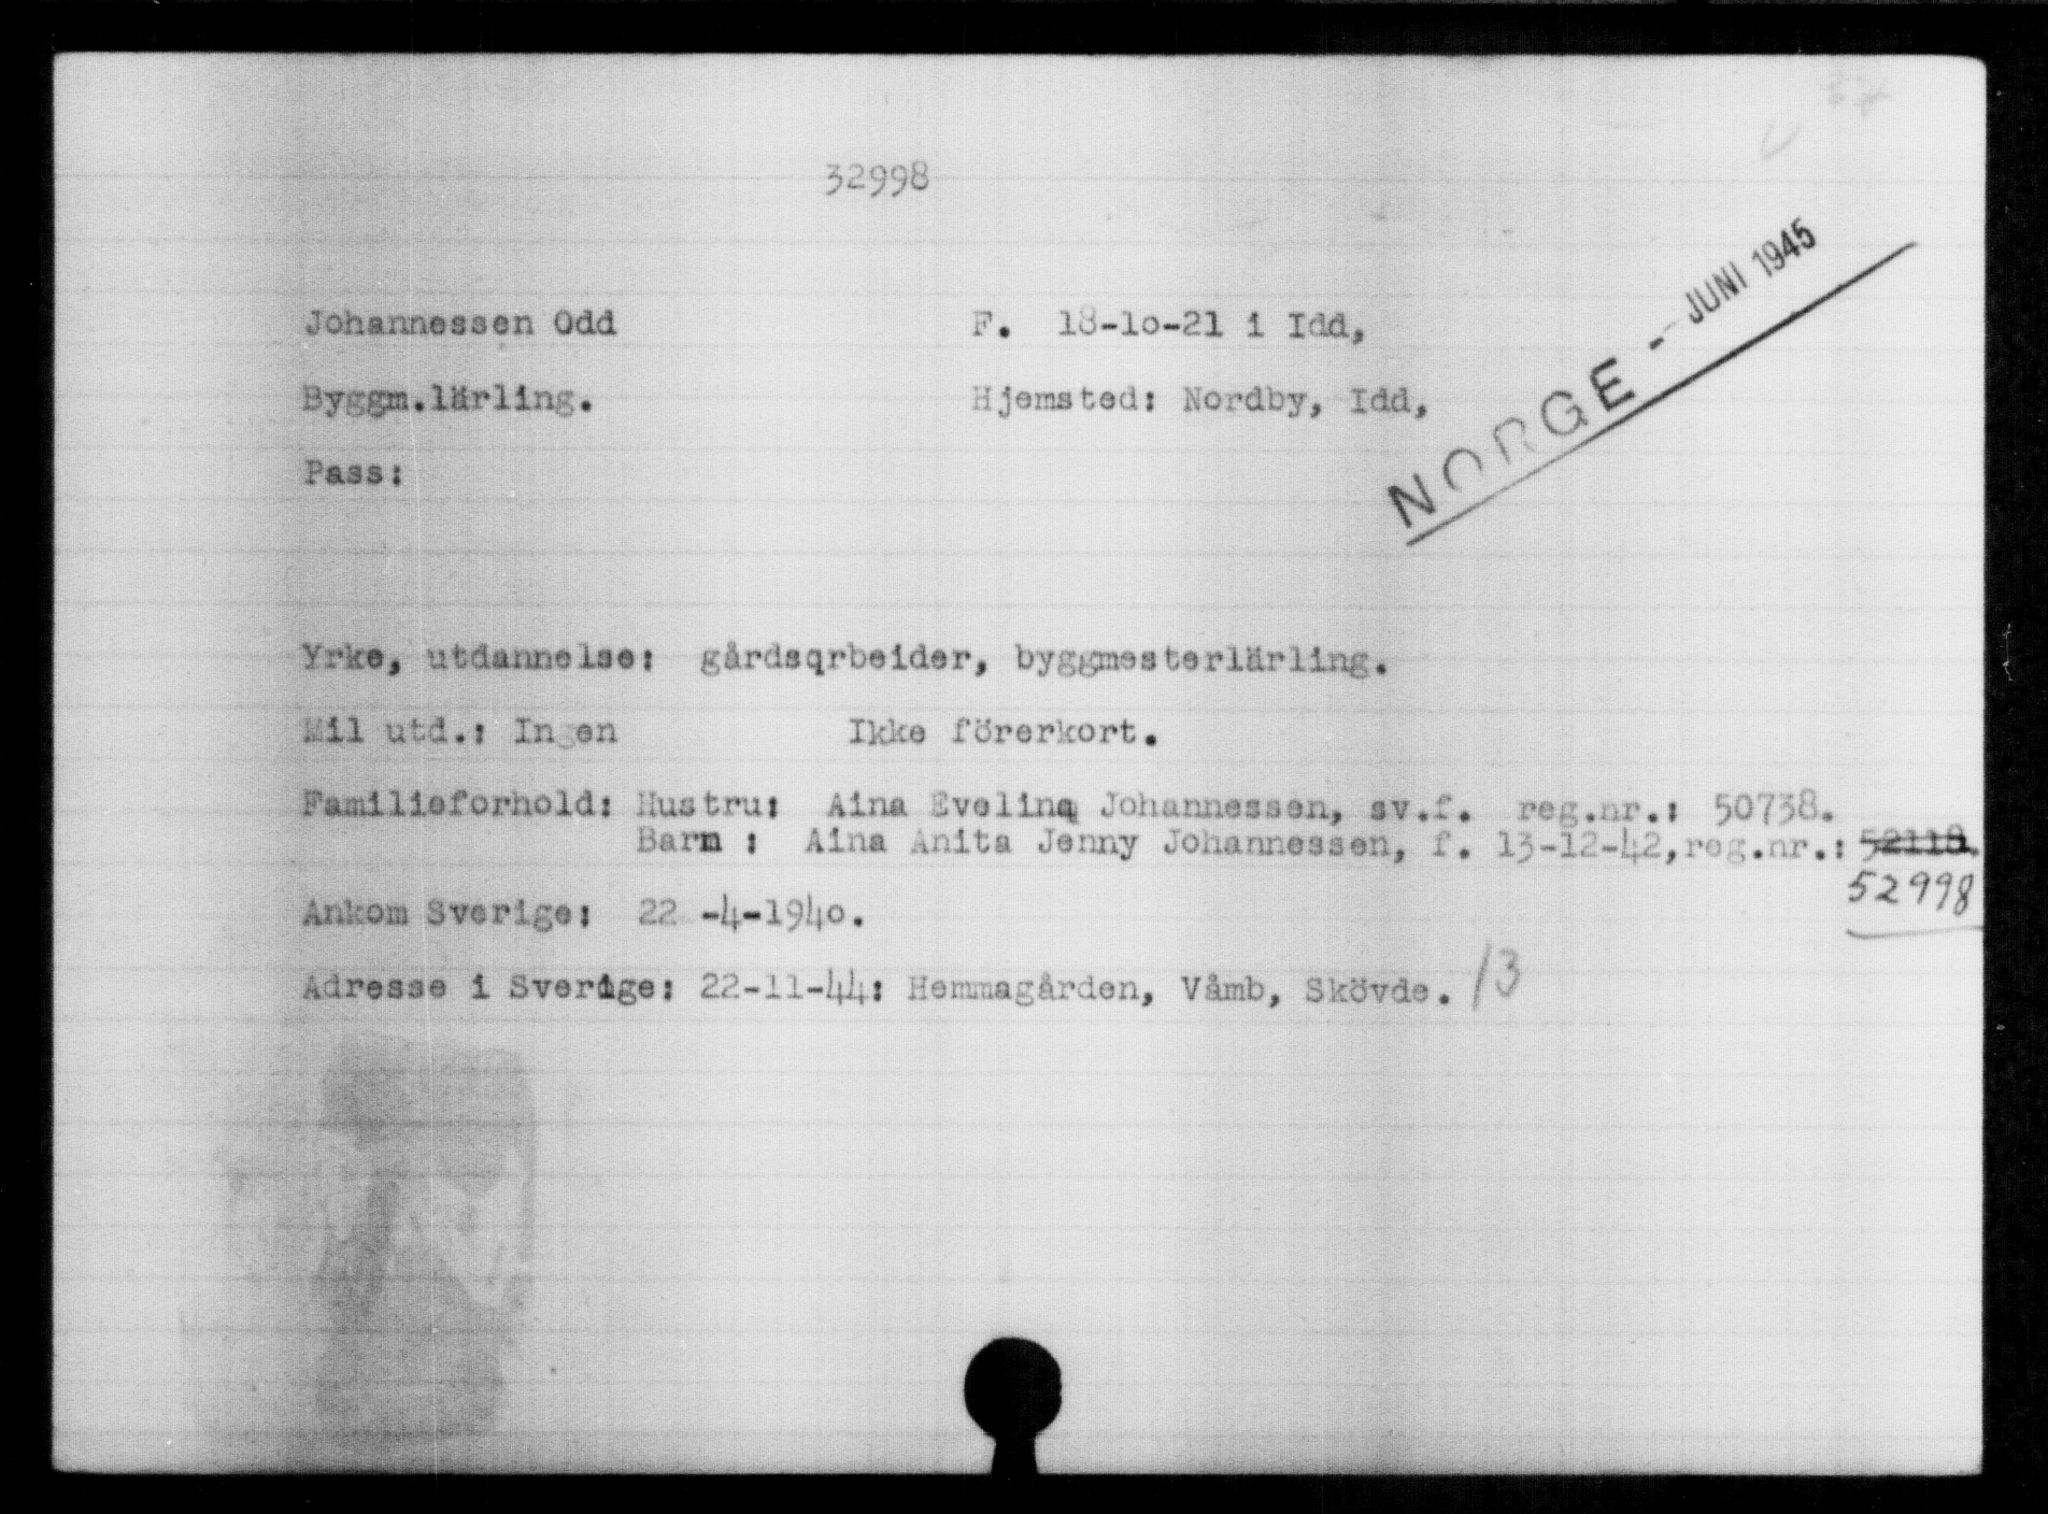 32998
NORGE - JUNI 1945
Johannessen Odd F. 18-10-21 i Idd,
Byggm.lärling. Hjemsted: Nordby, Idd,
Pass:
Yrke, utdannelse: gårdsqrbeider, byggmesterlärling.
Mil utd.: Ingen Ikke förerkort.
Familieforhold: Hustru: Aina Evelina Johannessen, sv.f. reg.nr.: 50738.
Barn : Aina Anita Jenny Johannessen, f. 13-12-42,reg.nr.: 52118.
52998
Ankom Sverige: 22 -4-1940.
Adresse i Sverige: 22-11-44: Hemmagården, Våmb, Skövde. /3